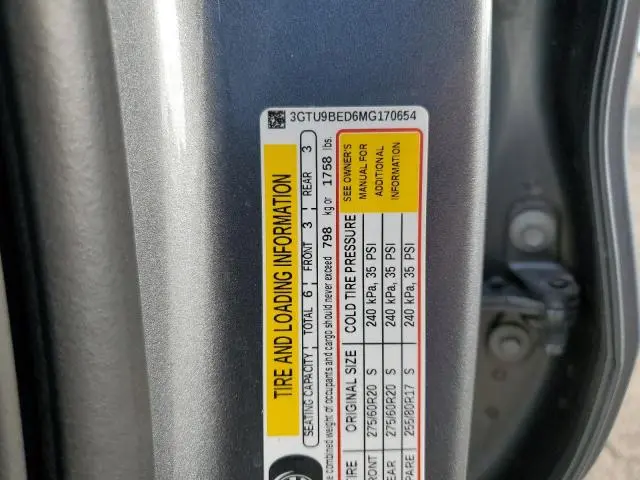 3GTU9BED6MG170654
TIRE AND LOADING INFORMATION
SEATING CAPACITY TOTAL 6 FRONT 3 REAR 3
combined weight of occupants and cargo should never exceed 798 kg or 1758 lbs.
ORIGINAL SIZE COLD TIRE PRESSURE
275/60R20 S 240 kPa, 35 PSI
275/60R20 S 240 kPa, 35 PSI
255/80R17 S 240 kPa, 35 PSI
SEE OWNER'S
MANUAL FOR
ADDITIONAL
INFORMATION